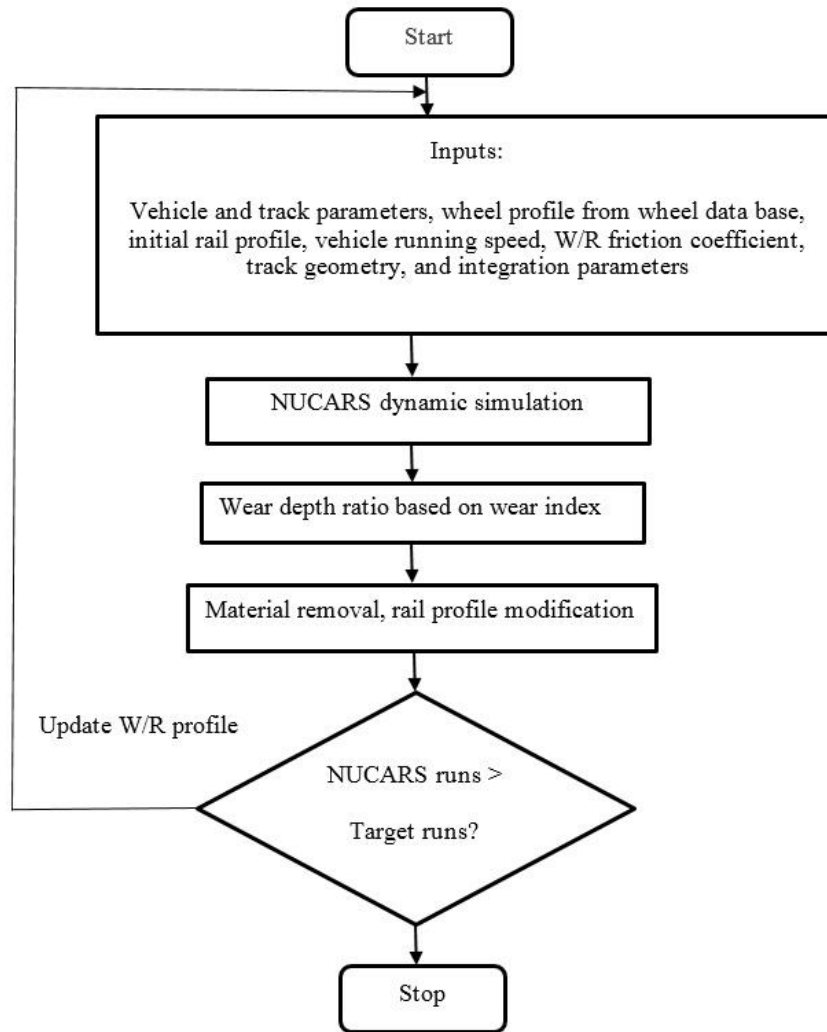 Start
Inputs:
Vehicle and track parameters, wheel profile from wheel data base,
initial rail profile, vehicle running speed, W/R friction coefficient,
track geometry, and integration parameters
NUCARS dynamic simulation
Wear depth ratio based on wear index
Material removal, rail profile modification
Update W/R profile
NUCARS runs >
Target runs?
Stop